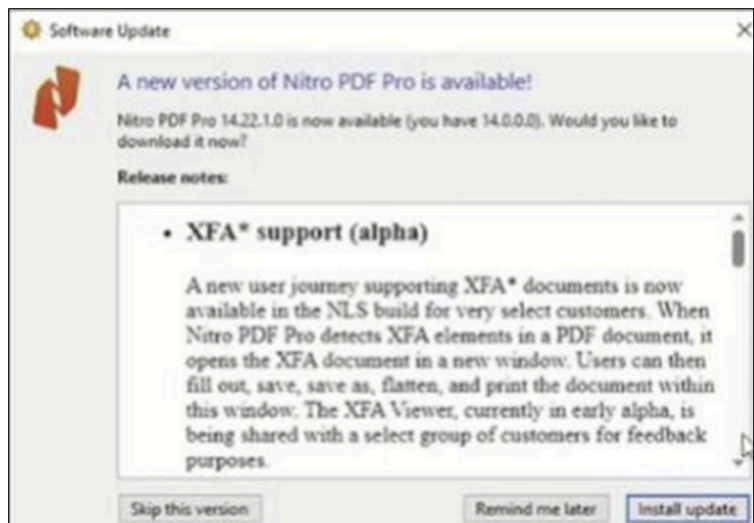 Software Update
A new version of Nitro PDF Pro is available!
Nitro PDF Pro 14.22.1.0 is now available (you have 14.0.0.0). Would you like to
download it now?
Release notes:
• XFA* support (alpha)
A new user journey supporting XFA* documents is now
available in the NLS build for very select customers. When
Nitro PDF Pro detects XFA elements in a PDF document, it
opens the XFA document in a new window. Users can then
fill out, save, save as, flatten, and print the document within
this window. The XFA Viewer, currently in early alpha, is
being shared with a select group of customers for feedback
purposes.
Skip this version
Remind me later
Install update